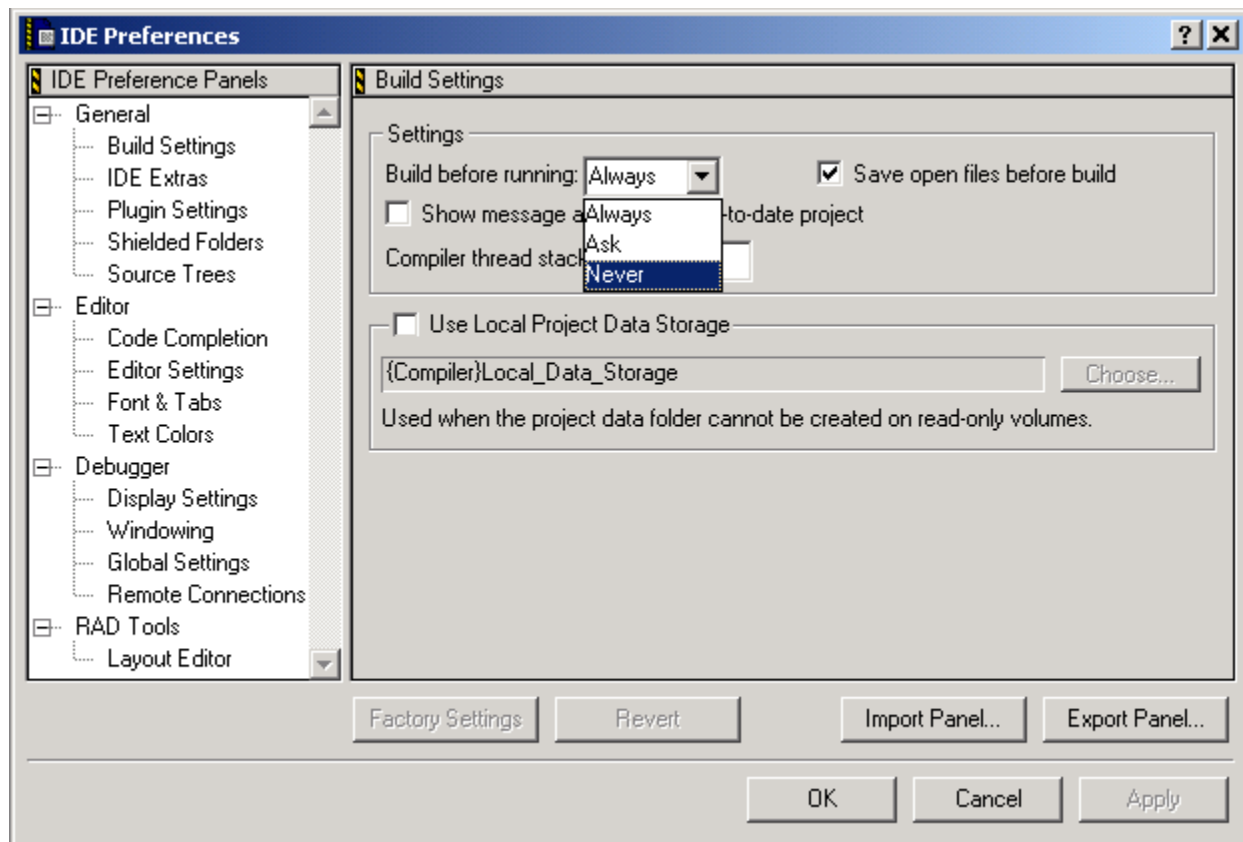 IDE Preferences
IDE Preference Panels
General
Build Settings
IDE Extras
Plugin Settings
Shielded Folders
Source Trees
Editor
Code Completion
Editor Settings
Font & Tabs
Text Colors
Debugger
Display Settings
Windowing
Global Settings
Remote Connections
RAD Tools
Layout Editor
Build Settings
Settings
Build before running: Always Save open files before build
Show message a -to-date project
Compiler thread stac
Always
Ask
Never
Use Local Project Data Storage
{Compiler}Local_Data_Storage Choose...
Used when the project data folder cannot be created on read-only volumes.
Factory Settings Revert Import Panel... Export Panel...
OK Cancel Apply